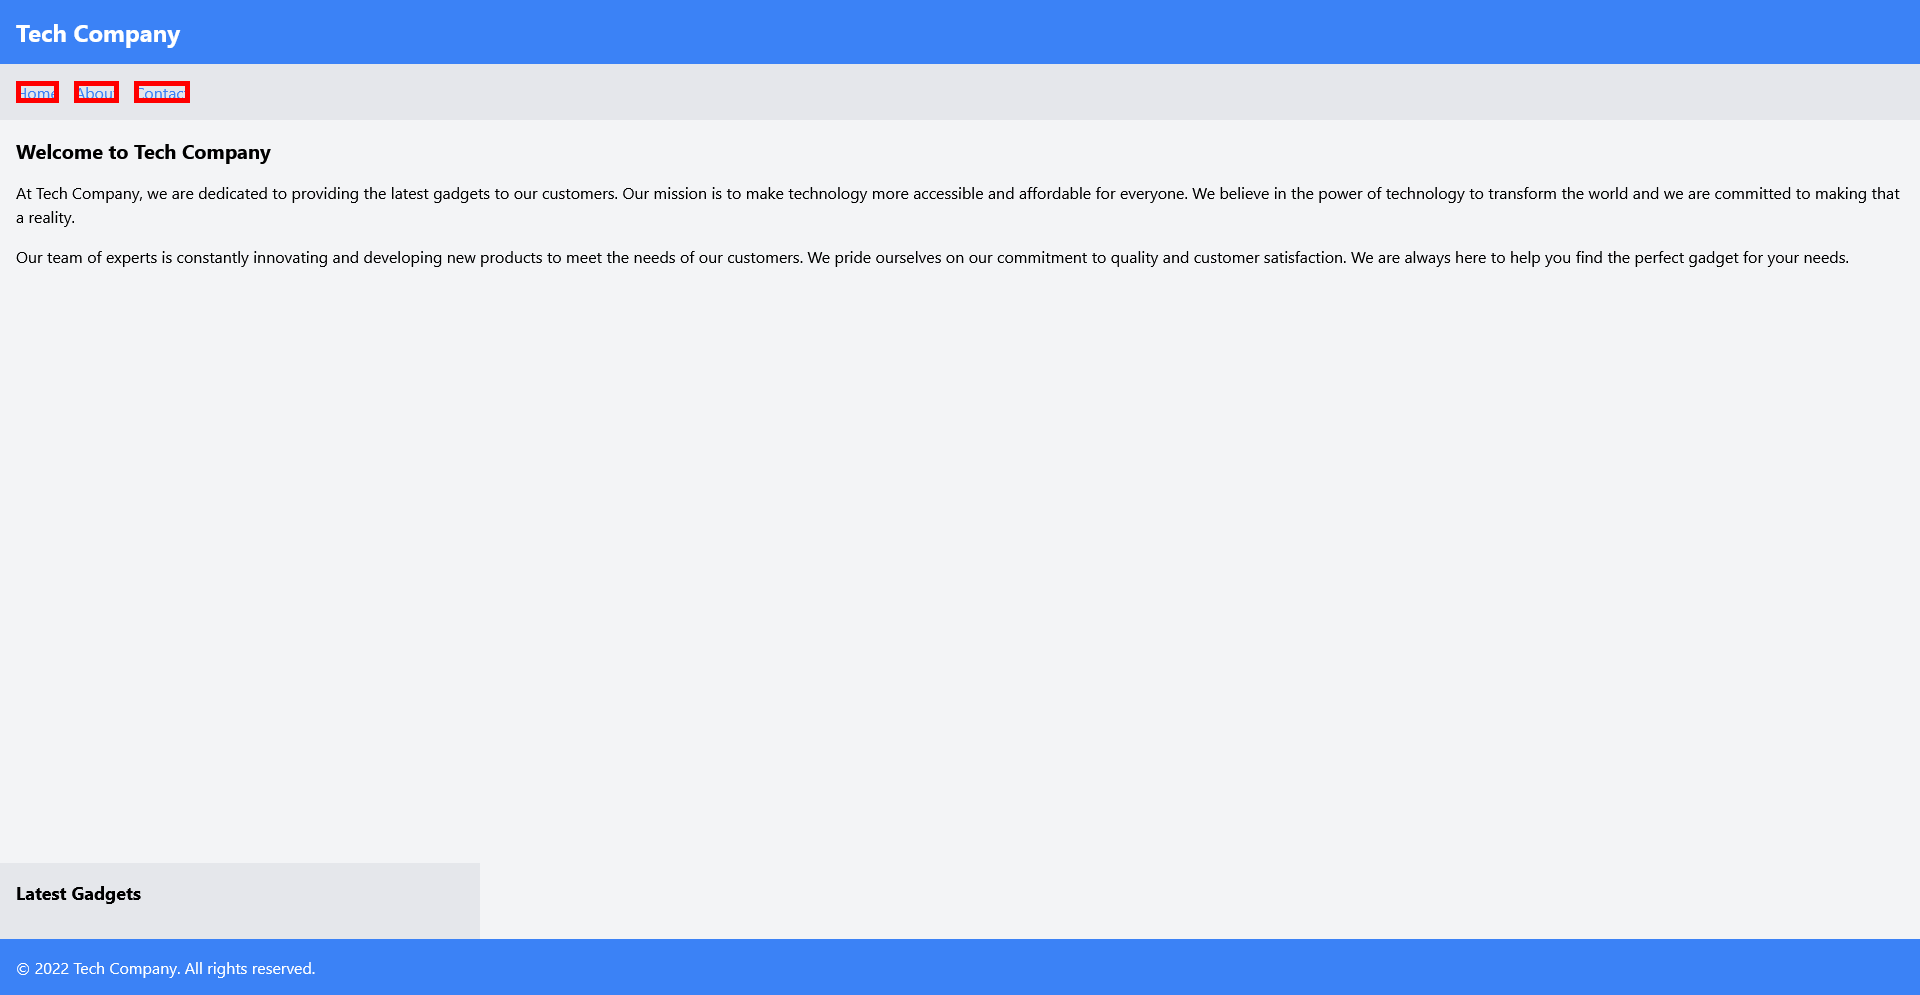 Tech Company
Home About Contact
Welcome to Tech Company
At Tech Company, we are dedicated to providing the latest gadgets to our customers. Our mission is to make technology more accessible and affordable for everyone. We believe in the power of technology to transform the world and we are committed to making that
a reality.
Our team of experts is constantly innovating and developing new products to meet the needs of our customers. We pride ourselves on our commitment to quality and customer satisfaction. We are always here to help you find the perfect gadget for your needs.
Latest Gadgets
© 2022 Tech Company. All rights reserved.